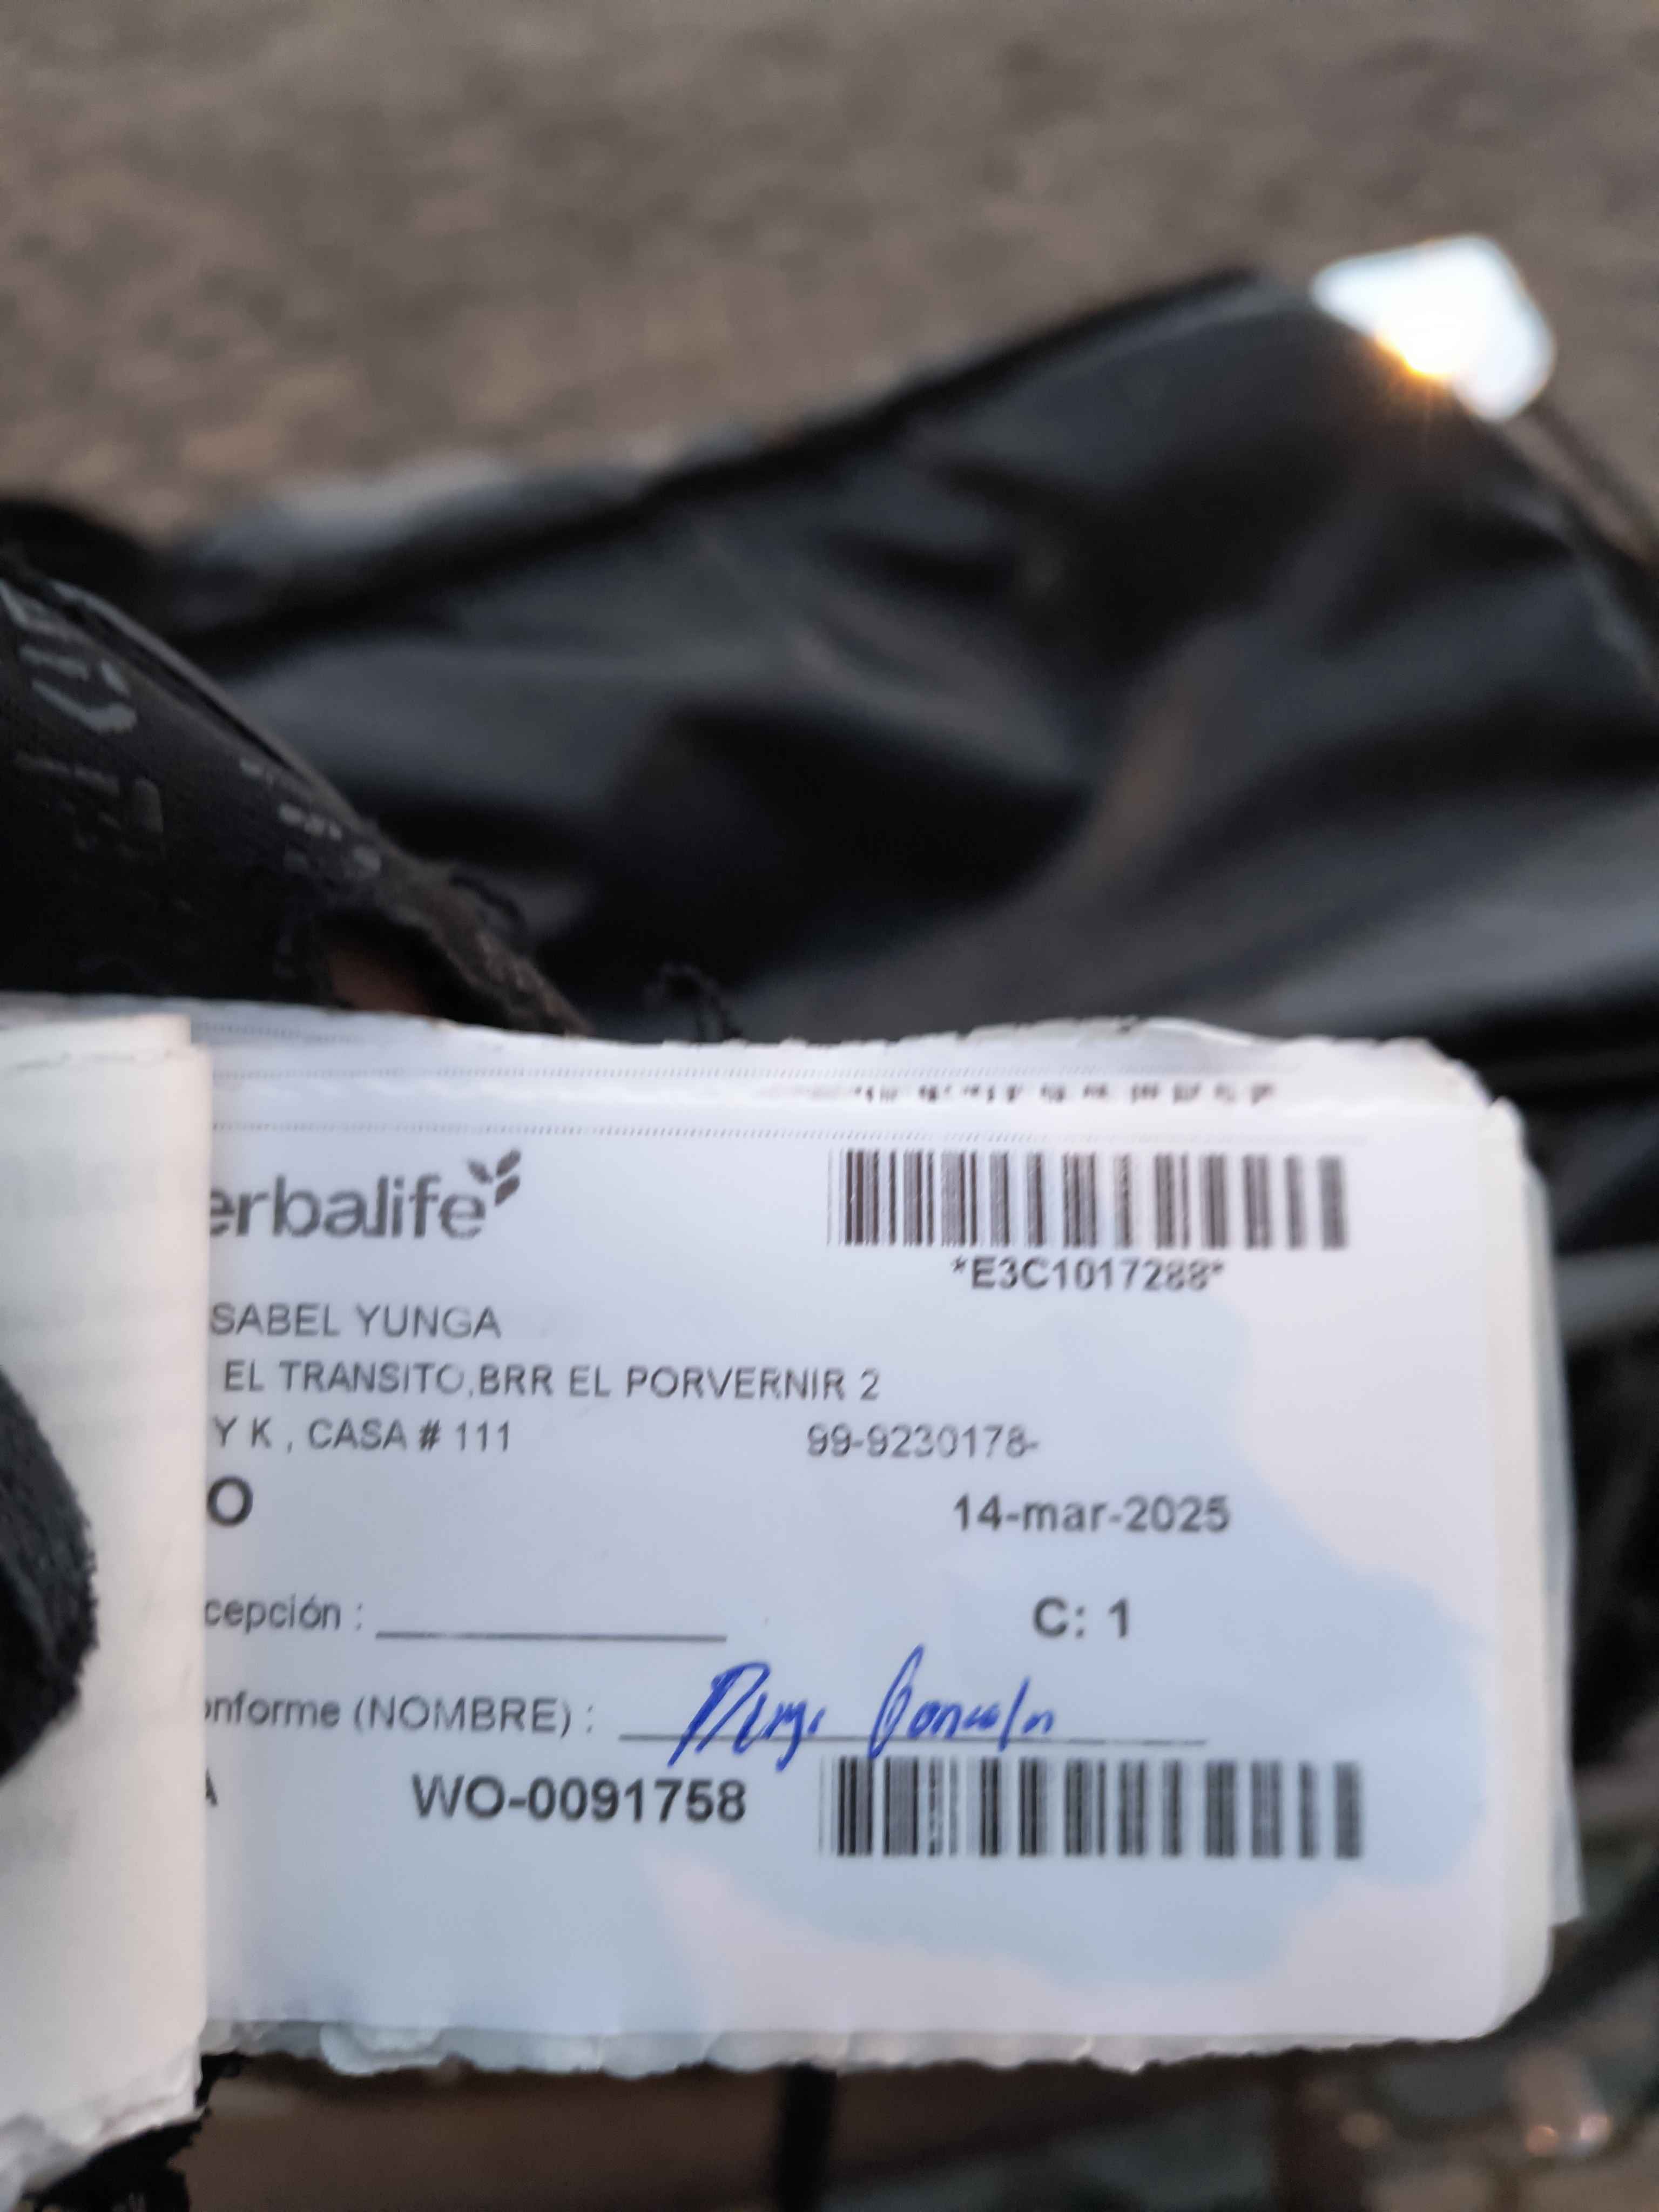 erbalife
*E3C1017288*
SABEL YUNGA
EL TRANSITO,BRR EL PORVERNIR 2
Y K , CASA # 111 99-9230178-
O 14-mar-2025
cepción : C: 1
onforme (NOMBRE) :
A WO-0091758